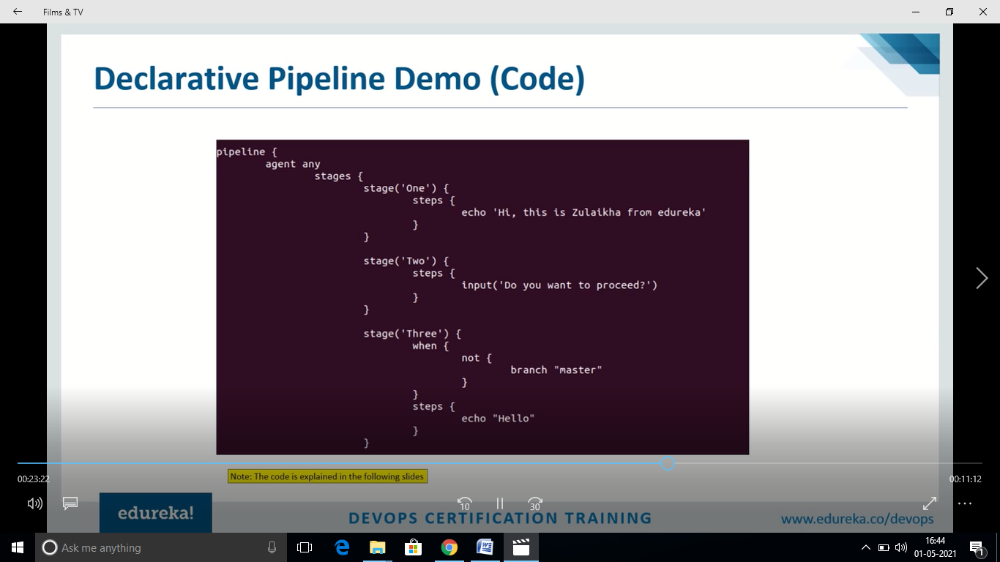 Films & TV
Declarative Pipeline Demo (Code)
pipeline {
agent any
stages {
stage('One') {
steps {
echo 'Hi, this is Zulaikha from edureka'
}
}
stage('Two') {
steps {
input('Do you want to proceed?')
}
}
stage('Three') {
when {
not {
branch "master"
}
}
steps {
echo "Hello"
}
}
00:23:22
00:11:12
Note: The code is explained in the following slides
10
30
edureka!
DEVOPS CERTIFICATION TRAINING
www.edureka.co/devops
Ask me anything
16:44
01-05-2021
1